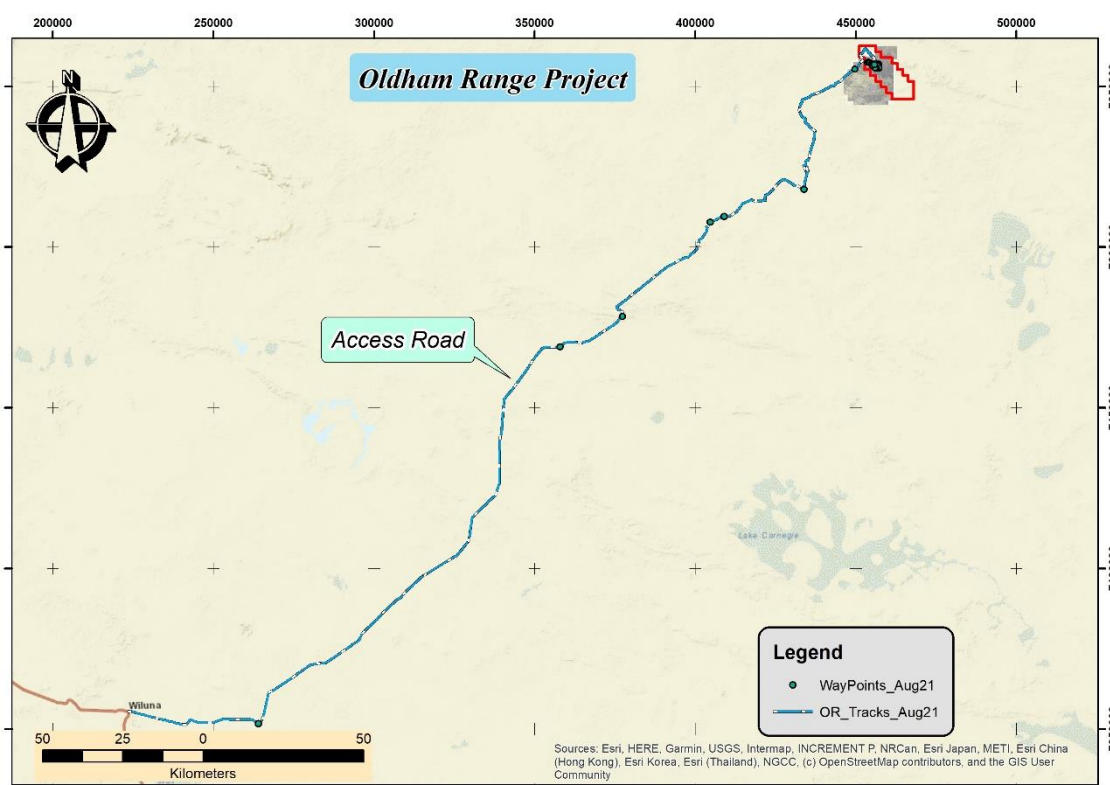 200000 250000 300000 350000 400000 450000 500000
N
Oldham Range Project
Access Road
Lake Carnegie
Legend
WayPoints_Aug21
OR_Tracks_Aug21
Wiluna
50 25 0 50
Kilometers
Sources: Esri, HERE, Garmin, USGS, Intermap, INCREMENT P, NRCan, Esri Japan, METI, Esri China
(Hong Kong), Esri Korea, Esri (Thailand), NGCC, (c) OpenStreetMap contributors, and the GIS User
Community